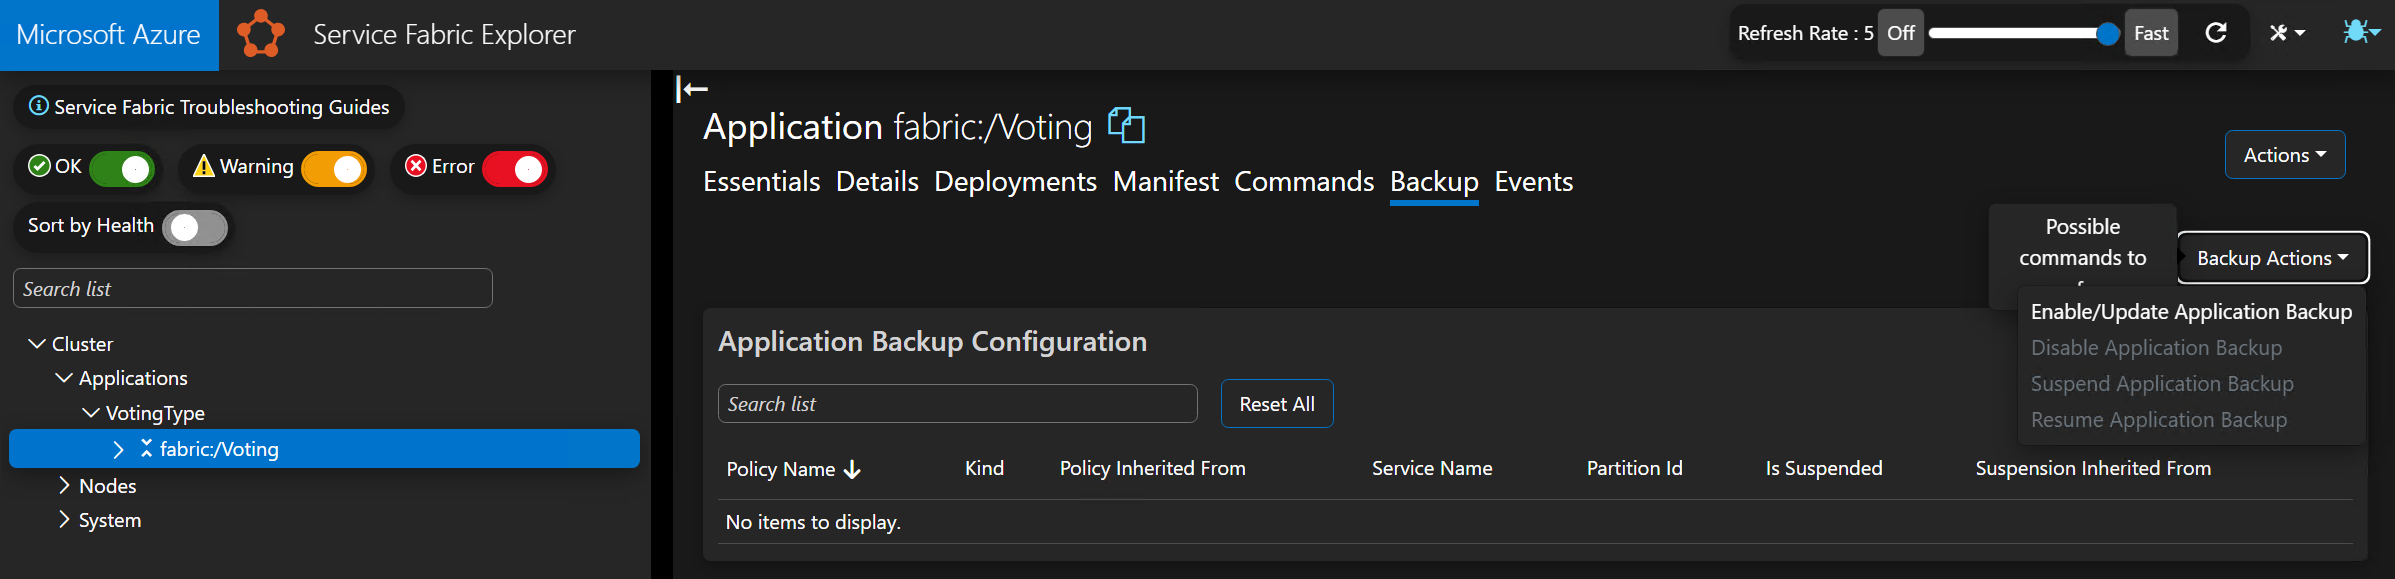 Microsoft Azure
Service Fabric Explorer
Refresh Rate : 5
Off
Fast
Service Fabric Troubleshooting Guides
OK
Warning
Error
Sort by Health
Search list
Cluster
Applications
VotingType
fabric:/Voting
Nodes
System
Application fabric:/Voting
Actions
Essentials Details Deployments Manifest Commands Backup Events
Possible
commands to
Backup Actions
Enable/Update Application Backup
Disable Application Backup
Suspend Application Backup
Resume Application Backup
Application Backup Configuration
Search list
Reset All
Policy Name Kind Policy Inherited From Service Name Partition Id Is Suspended Suspension Inherited From
No items to display.